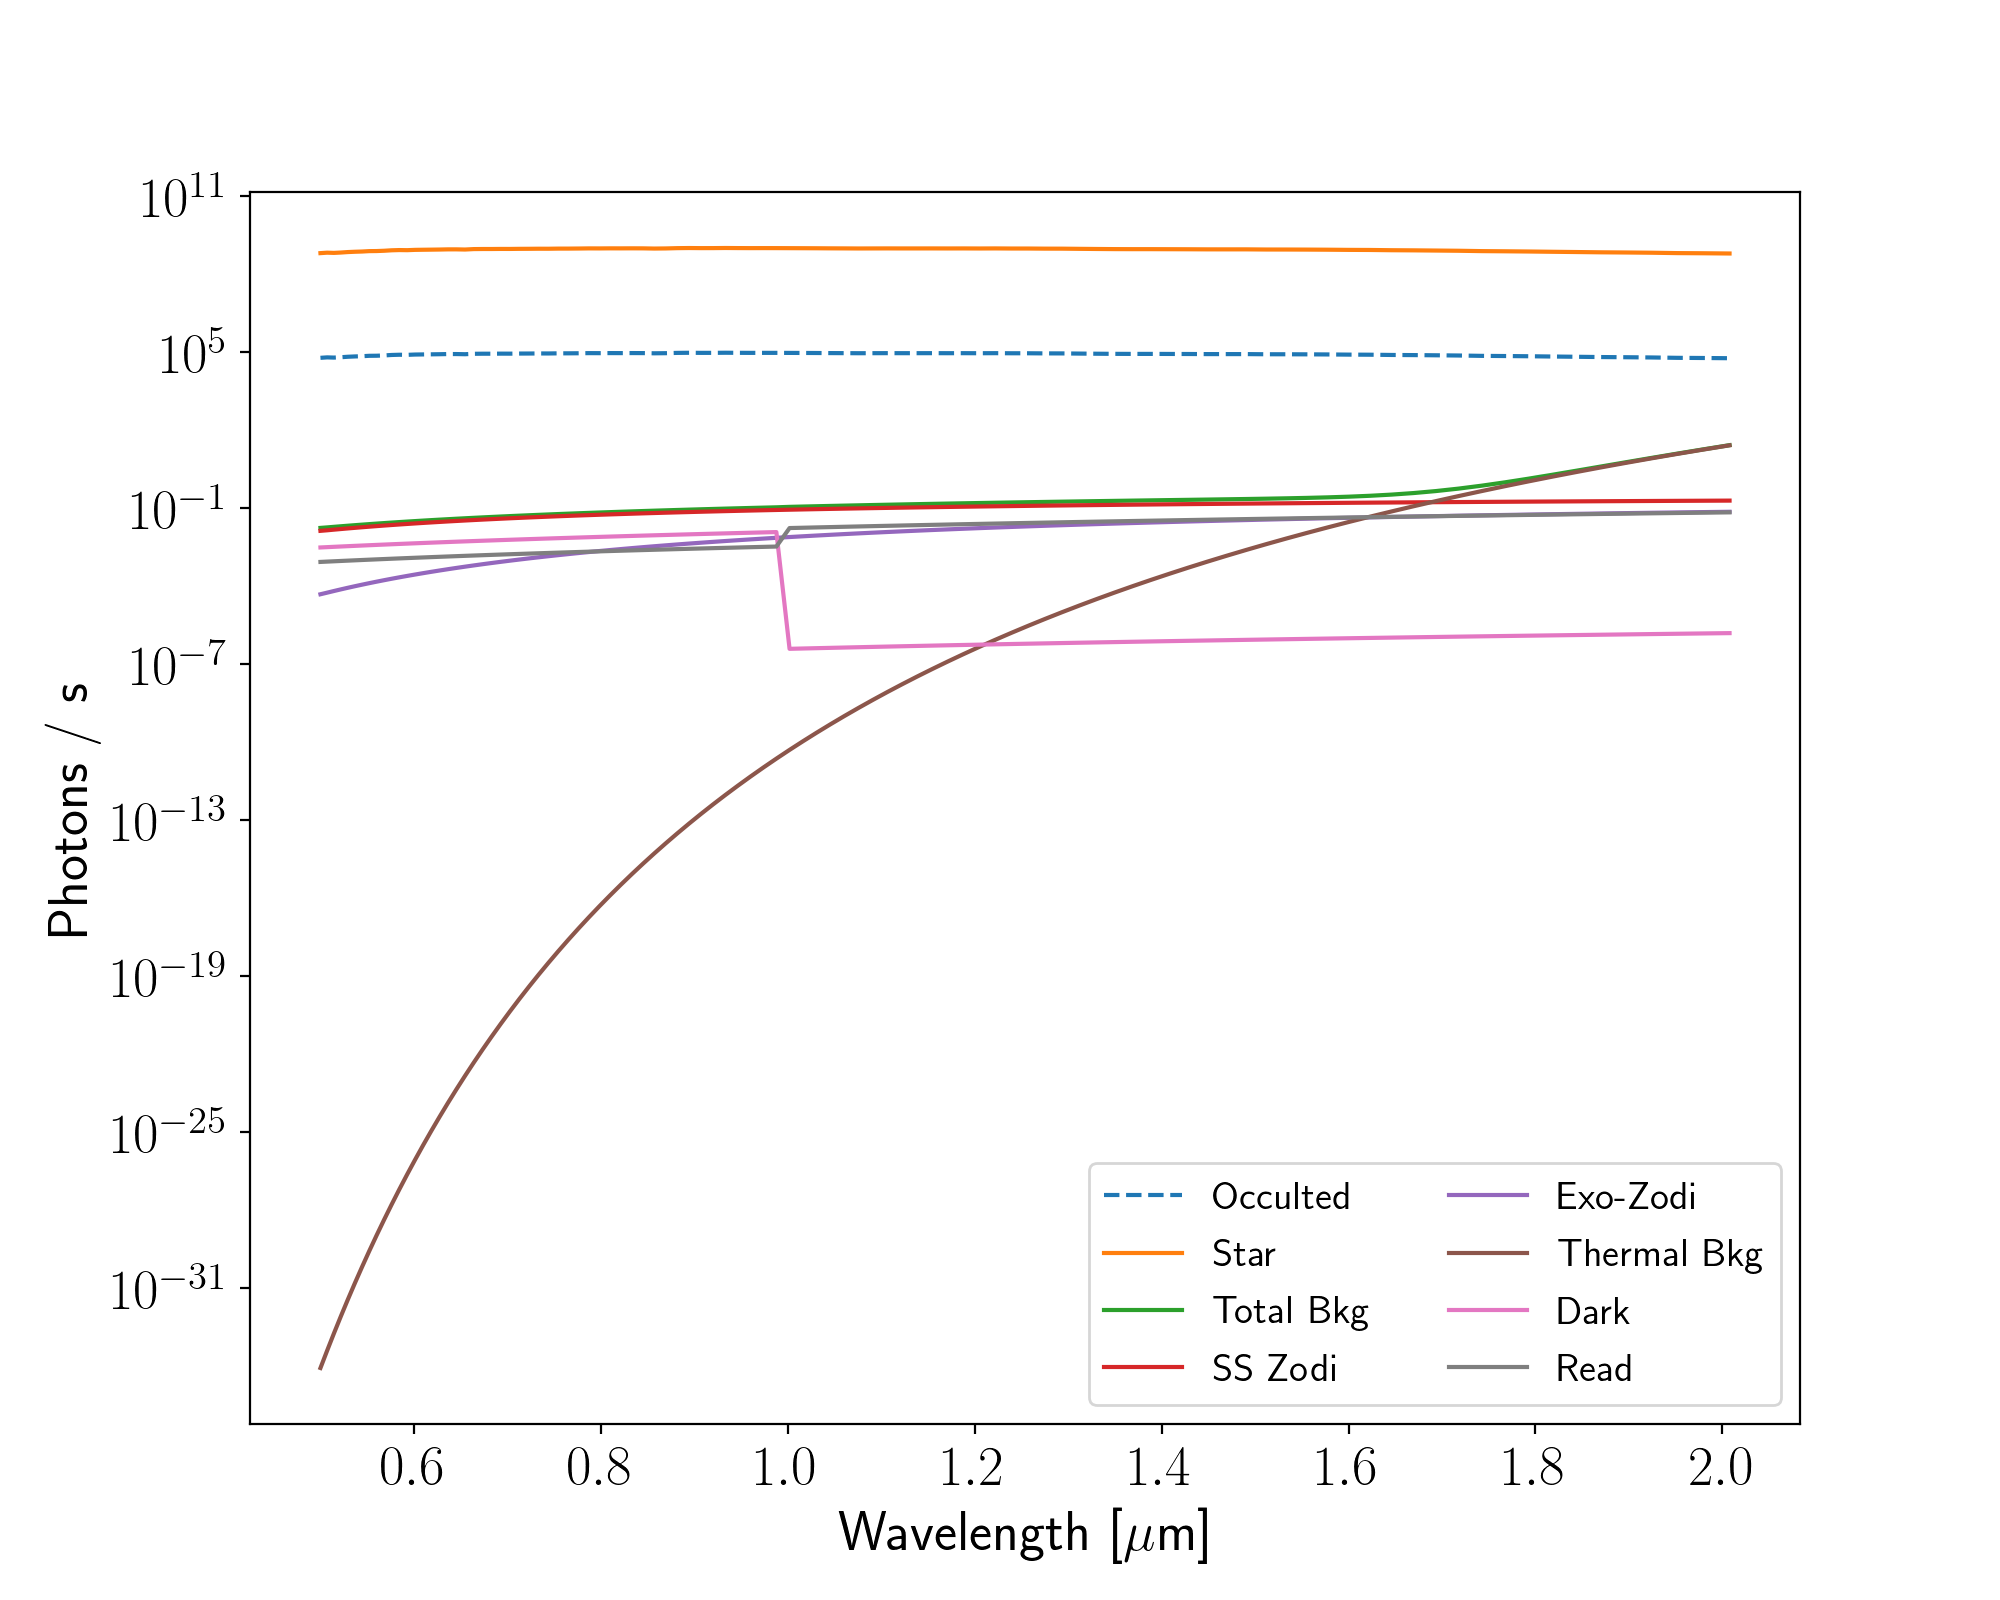 10^11
10^5
10^−1
10^−7
10^−13
10^−19
10^−25
10^−31
Photons / s
0.6 0.8 1.0 1.2 1.4 1.6 1.8 2.0
Wavelength [μm]
Occulted
Star
Total Bkg
SS Zodi
Exo-Zodi
Thermal Bkg
Dark
Read